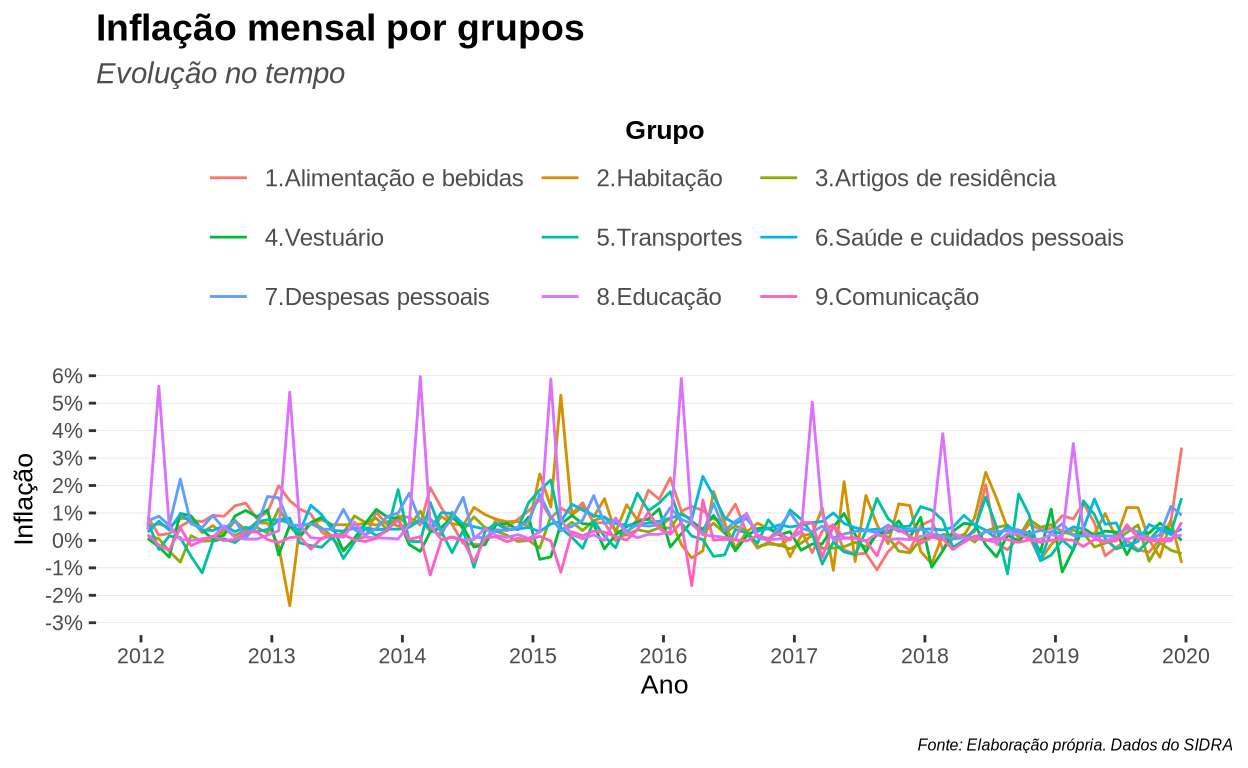 Inflação mensal por grupos
Evolução no tempo
Grupo
1.Alimentação e bebidas 2.Habitação 3.Artigos de residência
4.Vestuário 5.Transportes 6.Saúde e cuidados pessoais
7.Despesas pessoais 8.Educação 9.Comunicação
Inflação
6%
5%
4%
3%
2%
1%
0%
-1%
-2%
-3%
2012 2013 2014 2015 2016 2017 2018 2019 2020
Ano
Fonte: Elaboração própria. Dados do SIDRA